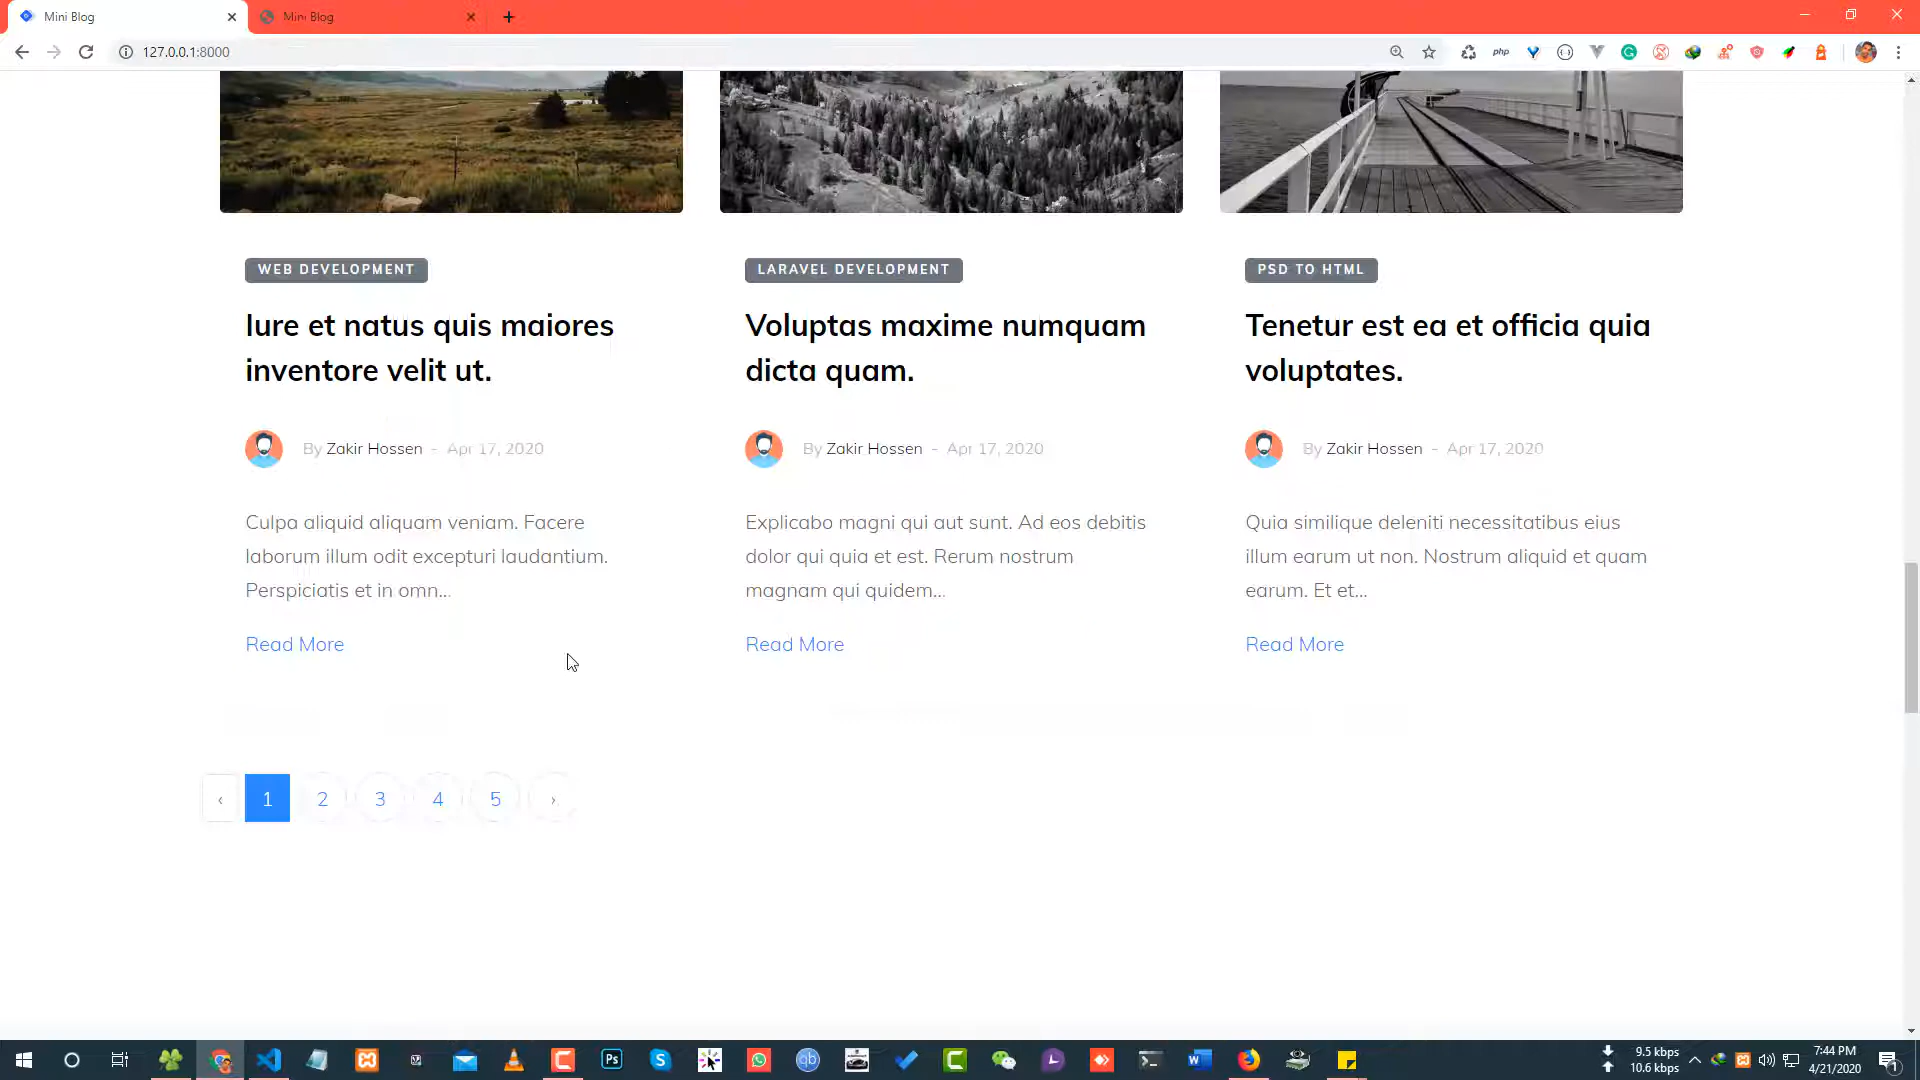 Mini Blog
Mini Blog
127.0.0.1:8000
php
WEB DEVELOPMENT
Iure et natus quis maiores
inventore velit ut.
By Zakir Hossen - Apr 17, 2020
Culpa aliquid aliquam veniam. Facere
laborum illum odit excepturi laudantium.
Perspiciatis et in omn...
Read More
LARAVEL DEVELOPMENT
Voluptas maxime numquam
dicta quam.
By Zakir Hossen - Apr 17, 2020
Explicabo magni qui aut sunt. Ad eos debitis
dolor qui quia et est. Rerum nostrum
magnam qui quidem...
Read More
PSD TO HTML
Tenetur est ea et officia quia
voluptates.
By Zakir Hossen - Apr 17, 2020
Quia similique deleniti necessitatibus eius
illum earum ut non. Nostrum aliquid et quam
earum. Et et...
Read More
‹ 1 2 3 4 5 ›
Ps
qb
9.5 kbps
10.6 kbps
7:44 PM
4/21/2020
1